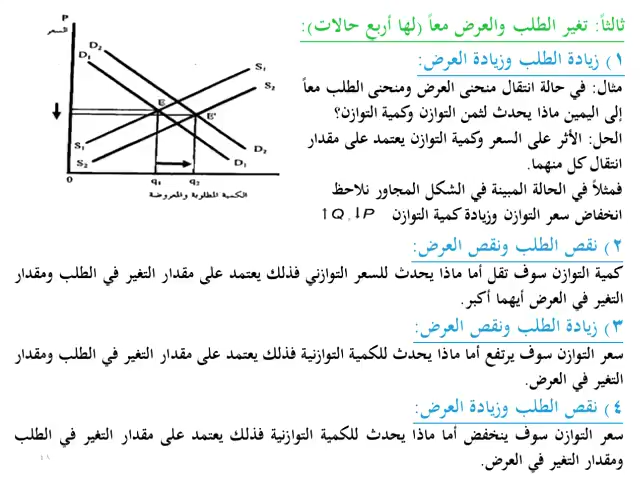 ثالثاً: تغير الطلب والعرض معاً (لها أربع حالات):
١) زيادة الطلب وزيادة العرض:
مثال: في حالة انتقال منحنى العرض ومنحنى الطلب معاً
إلى اليمين ماذا يحدث لثمن التوازن وكمية التوازن؟
الحل: الأثر على السعر وكمية التوازن يعتمد على مقدار
انتقال كل منهما.
فمثلاً في الحالة المبينة في الشكل المجاور نلاحظ
انخفاض سعر التوازن وزيادة كمية التوازن ↓P، ↑Q
P
السعر
D₂
D₁
S₁
S₂
E
E'
S₁
S₂
D₂
D₁
0
q₁
q₂
الكمية المطلوبة والمعروضة
٢) نقص الطلب ونقص العرض:
كمية التوازن سوف تقل أما ماذا يحدث للسعر التوازني فذلك يعتمد على مقدار التغير في الطلب ومقدار
التغير في العرض أيهما أكبر.
٣) زيادة الطلب ونقص العرض:
سعر التوازن سوف يرتفع أما ماذا يحدث للكمية التوازنية فذلك يعتمد على مقدار التغير في الطلب ومقدار
التغير في العرض.
٤) نقص الطلب وزيادة العرض:
سعر التوازن سوف ينخفض أما ماذا يحدث للكمية التوازنية فذلك يعتمد على مقدار التغير في الطلب
ومقدار التغير في العرض.